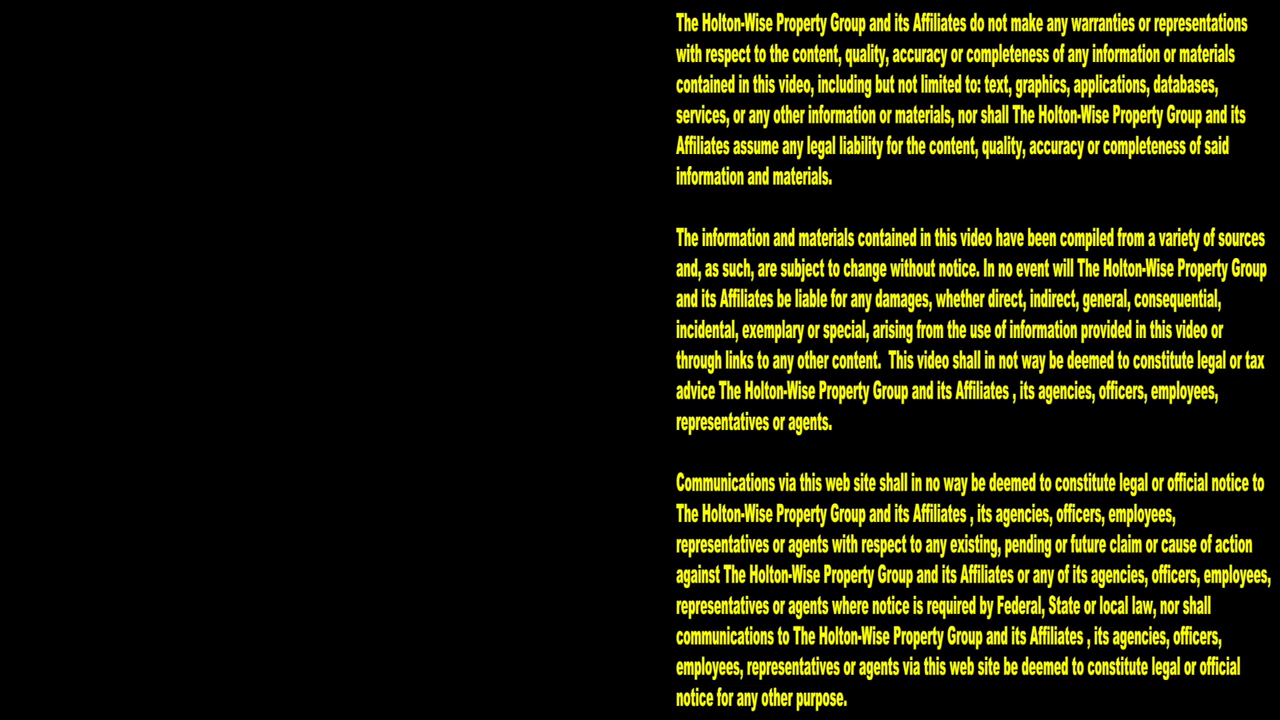 The Holton-Wise Property Group and its Affiliates do not make any warranties or representations
with respect to the content, quality, accuracy or completeness of any information or materials
contained in this video, including but not limited to: text, graphics, applications, databases,
services, or any other information or materials, nor shall The Holton-Wise Property Group and its
Affiliates assume any legal liability for the content, quality, accuracy or completeness of said
information and materials.
The information and materials contained in this video have been compiled from a variety of sources
and, as such, are subject to change without notice. In no event will The Holton-Wise Property Group
and its Affiliates be liable for any damages, whether direct, indirect, general, consequential,
incidental, exemplary or special, arising from the use of information provided in this video or
through links to any other content.  This video shall in not way be deemed to constitute legal or tax
advice The Holton-Wise Property Group and its Affiliates , its agencies, officers, employees,
representatives or agents.
Communications via this web site shall in no way be deemed to constitute legal or official notice to
The Holton-Wise Property Group and its Affiliates , its agencies, officers, employees,
representatives or agents with respect to any existing, pending or future claim or cause of action
against The Holton-Wise Property Group and its Affiliates or any of its agencies, officers, employees,
representatives or agents where notice is required by Federal, State or local law, nor shall
communications to The Holton-Wise Property Group and its Affiliates , its agencies, officers,
employees, representatives or agents via this web site be deemed to constitute legal or official
notice for any other purpose.